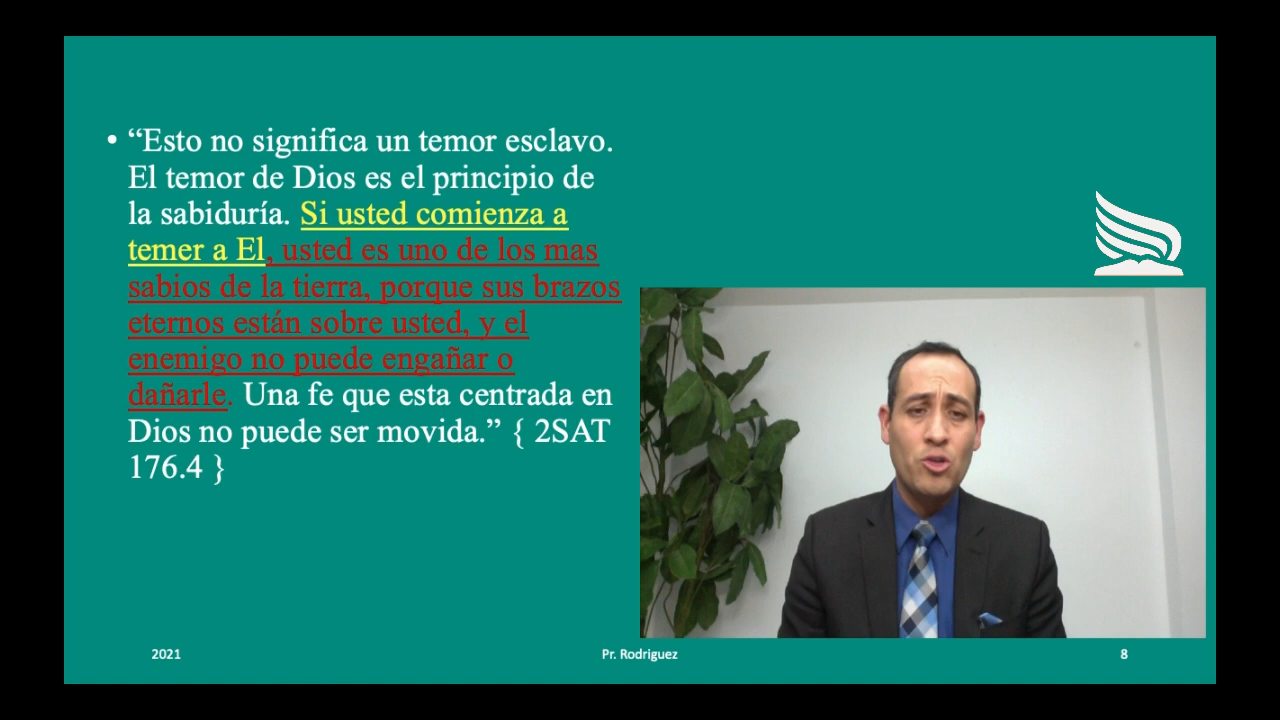 • “Esto no significa un temor esclavo.
El temor de Dios es el principio de
la sabiduría. Si usted comienza a
temer a El, usted es uno de los mas
sabios de la tierra, porque sus brazos
eternos están sobre usted, y el
enemigo no puede engañar o
dañarle. Una fe que esta centrada en
Dios no puede ser movida.” { 2SAT
176.4 }
2021
Pr. Rodriguez
8